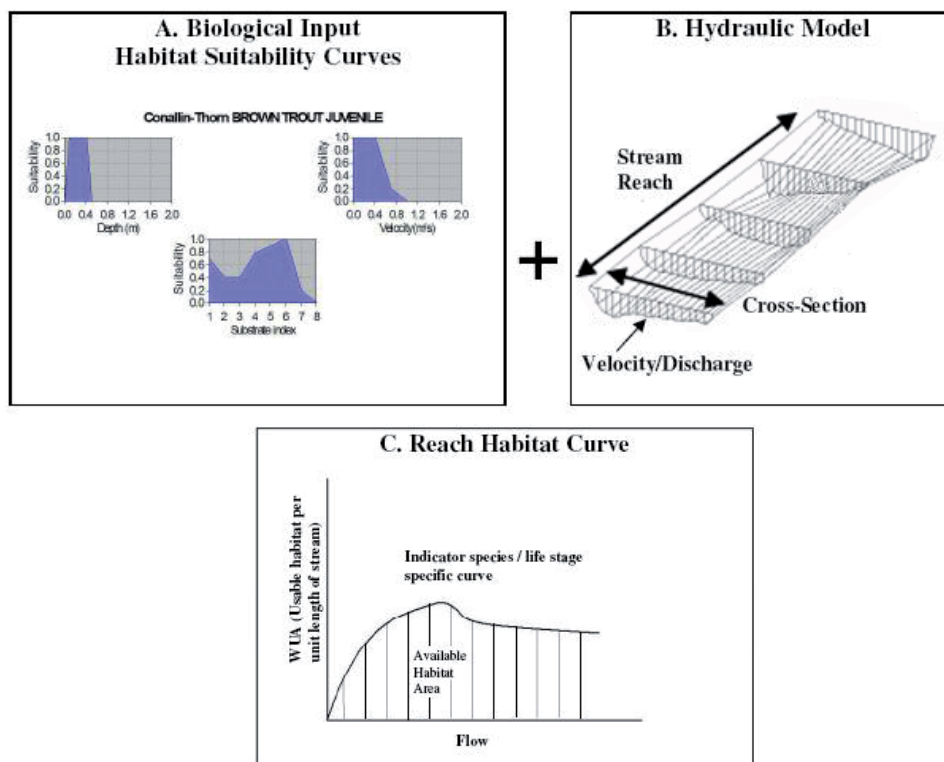 A. Biological Input
Habitat Suitability Curves
Conallin-Thorn BROWN TROUT JUVENILE
Suitability
1.0
0.8
0.6
0.4
0.2
0.0
0.0 0.4 0.8 1.2 1.6 2.0
Depth (m)
Suitability
1.0
0.8
0.6
0.4
0.2
0.0
0.0 0.4 0.8 1.2 1.6 2.0
Velocity(m/s)
Suitability
1.0
0.8
0.6
0.4
0.2
0.0
1 2 3 4 5 6 7 8
Substrate index
+
B. Hydraulic Model
Stream
Reach
Cross-Section
Velocity/Discharge
C. Reach Habitat Curve
WUA (Usable habitat per
unit length of stream)
Indicator species / life stage
specific curve
Available
Habitat
Area
Flow